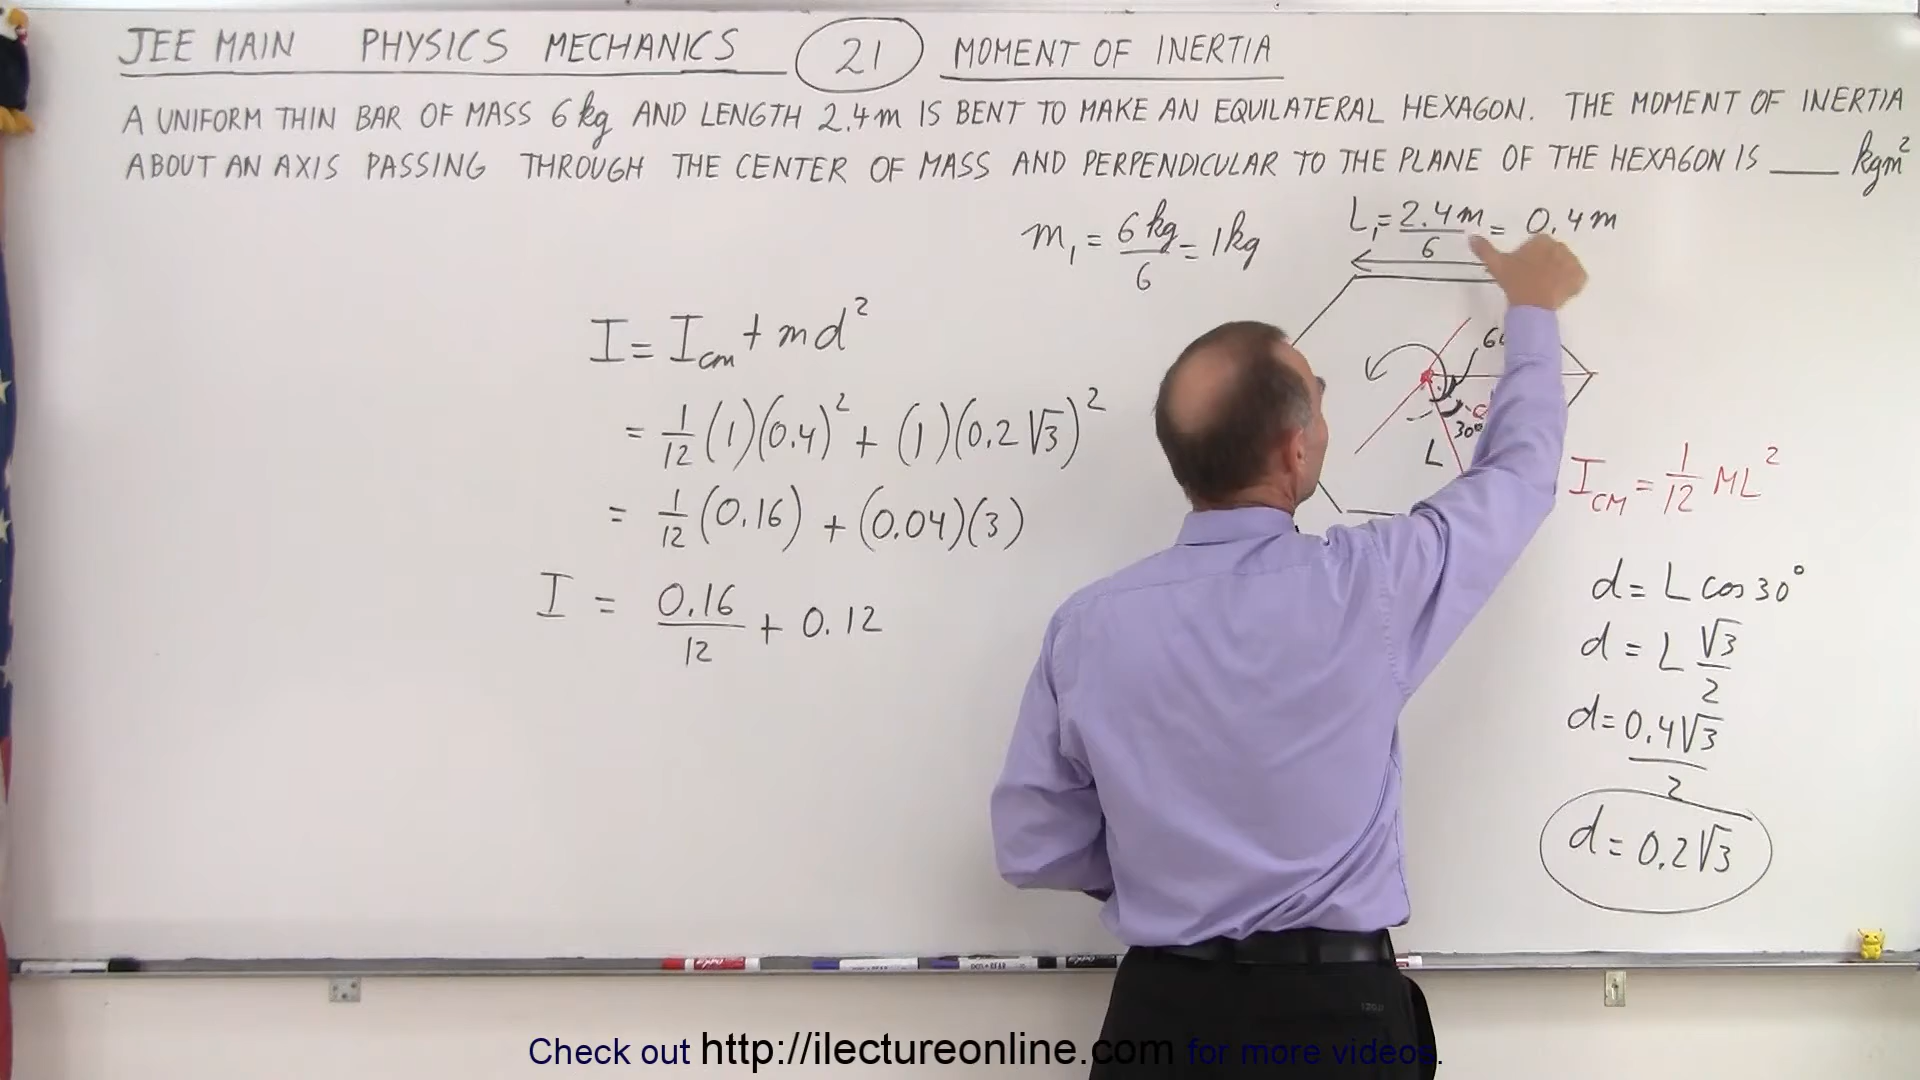 JEE MAIN PHYSICS MECHANICS 21 MOMENT OF INERTIA
A UNIFORM THIN BAR OF MASS 6 kg AND LENGTH 2.4 m IS BENT TO MAKE AN EQUILATERAL HEXAGON. THE MOMENT OF INERTIA
ABOUT AN AXIS PASSING THROUGH THE CENTER OF MASS AND PERPENDICULAR TO THE PLANE OF THE HEXAGON IS ____ kgm²
m₁ = 6 kg/6 = 1 kg
L₁ = 2.4 m/6 = 0.4 m
I = I_cm + md²
= 1/12 (1)(0.4)² + (1)(0.2√3)²
= 1/12 (0.16) + (0.04)(3)
I = 0.16/12 + 0.12
30°
L
I_CM = 1/12 ML²
d = L cos 30°
d = L √3/2
d = 0.4√3/2
d = 0.2√3
Check out http://ilectureonline.com for more videos.